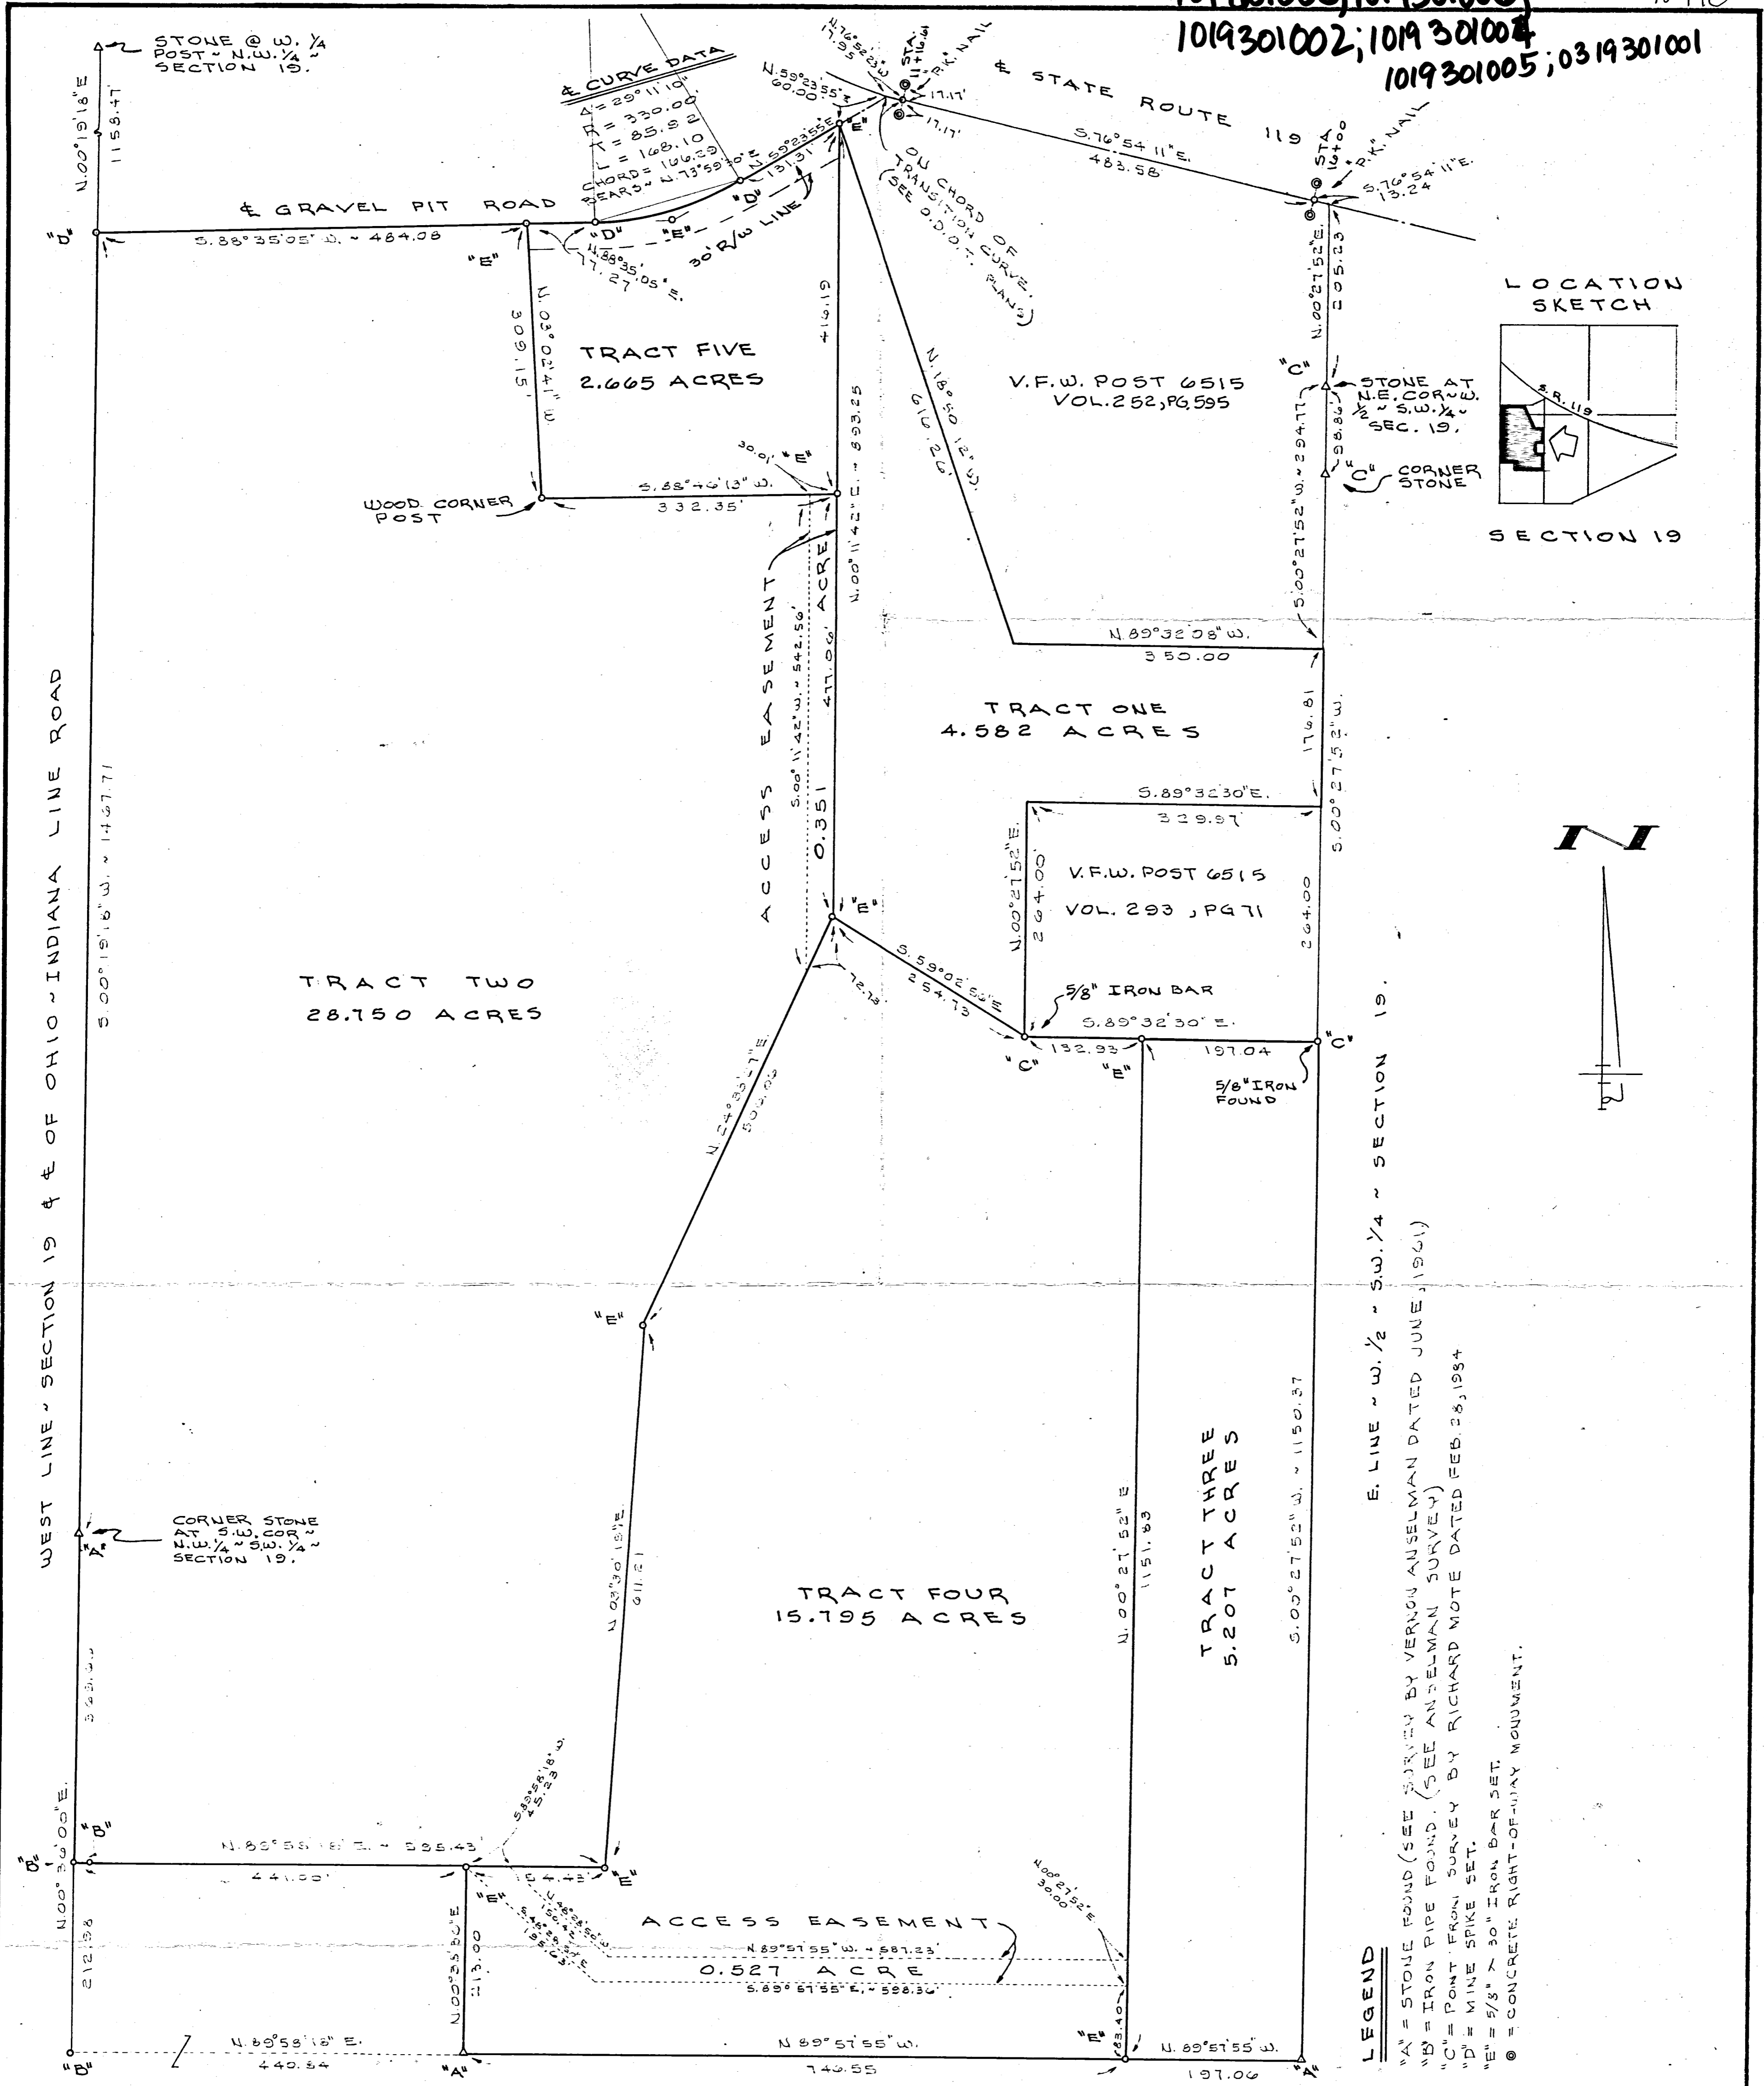 1019301002; 1019301004
1019301005; 0319301001
STONE @ W. 1/4
POST ~ N.W. 1/4 ~
SECTION 19.
N.00°19'18"E
1158.47'
℄ CURVE DATA
Δ = 29°11'10"
R = 330.00'
T = 85.92
L = 168.10
CHORD = 166.29
BEARS ~ N.73°59'30"E
N.76°52'23"W
17.95
N.59°23'55"E
60.00'
STA.
11+16.61
"P.K." NAIL
17.17'
17.17'
℄ STATE ROUTE 119
S.76°54'11"E.
483.58
STA
16+00
"P.K." NAIL
S.76°54'11"E.
13.24
"E"
N.59°23'55"E
131.31
℄ GRAVEL PIT ROAD
"D"
S.88°35'05" W. ~ 484.08
"E"
"D"
"E"
"D"
N.88°35'05"E.
77.27
30' R/W LINE
ON CHORD OF
TRANSITION CURVE.
(SEE O.D.O.T. PLANS)
N.00°27'52"E.
205.23
LOCATION
SKETCH
S.R. 119
SECTION 19
N.03°02'41" W
309.15'
TRACT FIVE
2.665 ACRES
416.19
N.00°11'42"E. ~ 893.25
N.18°50'12" W.
616.26'
V.F.W. POST 6515
VOL. 252, PG. 595
"C"
STONE AT
N.E. COR ~ W.
1/2 ~ S.W. 1/4 ~
SEC. 19.
S.00°27'52"W. ~ 294.77
98.86'
"C"
CORNER
STONE
30.01'
"E"
WOOD CORNER
POST
S.88°46'13" W.
332.35'
ACCESS EASEMENT
S.00°11'42" W. ~ 542.56'
477.06'
0.351 ACRE
N.89°32'08" W.
350.00
TRACT ONE
4.582 ACRES
176.81
S.00°27'52" W.
S.89°32'30"E.
329.97
N.00°27'52"E.
264.00'
V.F.W. POST 6515
VOL. 293, PG 71
264.00
N
WEST LINE ~ SECTION 19 & ℄ OF OHIO ~ INDIANA LINE ROAD
S.00°19'18" W. ~ 1467.71
"E"
72.73'
S.59°02'56"E
254.73
5/8" IRON BAR
S.89°32'30" E.
"C"
132.93
"E"
197.04
"C"
5/8" IRON
FOUND
TRACT TWO
28.750 ACRES
E. LINE ~ W. 1/2 ~ S.W. 1/4 ~ SECTION 19.
"E"
"A"
CORNER STONE
AT S.W. COR ~
N.W. 1/4 ~ S.W. 1/4 ~
SECTION 19.
N 03°30'19"E.
611.21
TRACT FOUR
15.795 ACRES
N.00°27'52" E
1151.83
TRACT THREE
5.207 ACRES
S.00°27'52" W. ~ 1150.37
"B"
"B"
N.00°36'00"E.
212.98
441.00'
154.43'
S.89°58'18" W.
45.23
"E"
"E"
213.00
ACCESS EASEMENT
N.89°57'55" W. ~ 587.23'
0.527 ACRE
S.89°57'55" E. ~ 598.36'
N.00°27'52"E
30.00
183.40
"B"
N.89°58'18" E.
440.84
"A"
N 89°57'55" W.
746.55
"E"
N. 89°57'55" W.
197.06
"A"
LEGEND
"A" = STONE FOUND (SEE SURVEY BY VERNON ANSELMAN DATED JUNE, 1961)
"B" = IRON PIPE FOUND. (SEE ANSELMAN SURVEY)
"C" = POINT FROM SURVEY BY RICHARD MOTE DATED FEB. 28, 1984
"D" = MINE SPIKE SET.
"E" = 5/8" x 30" IRON BAR SET.
⊚ = CONCRETE RIGHT-OF-WAY MONUMENT.